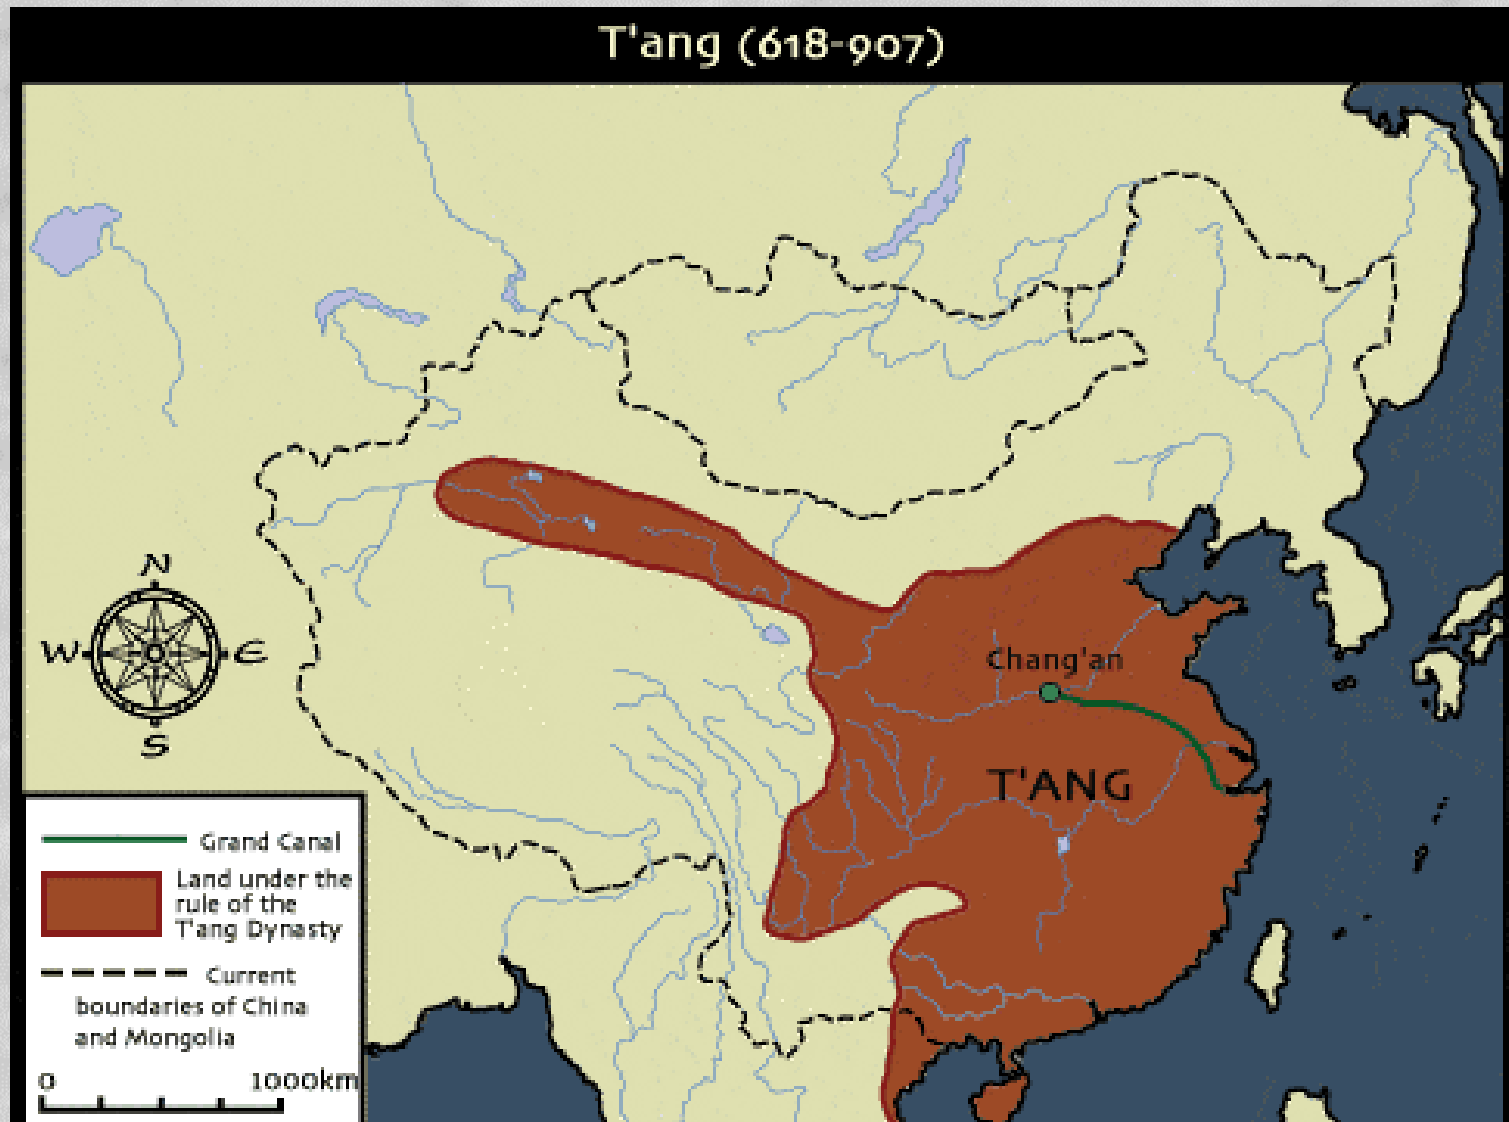 T'ang (618-907)
N
W E
S
Chang'an
T'ANG
Grand Canal
Land under the
rule of the
T'ang Dynasty
Current
boundaries of China
and Mongolia
0 1000km